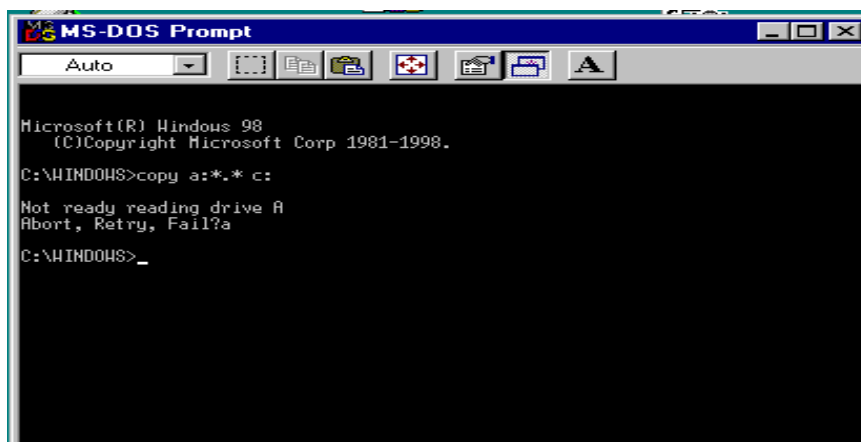 MS-DOS Prompt
Auto
A
Microsoft(R) Windows 98
(C)Copyright Microsoft Corp 1981-1998.
C:\WINDOWS>copy a:*.* c:
Not ready reading drive A
Abort, Retry, Fail?a
C:\WINDOWS>_